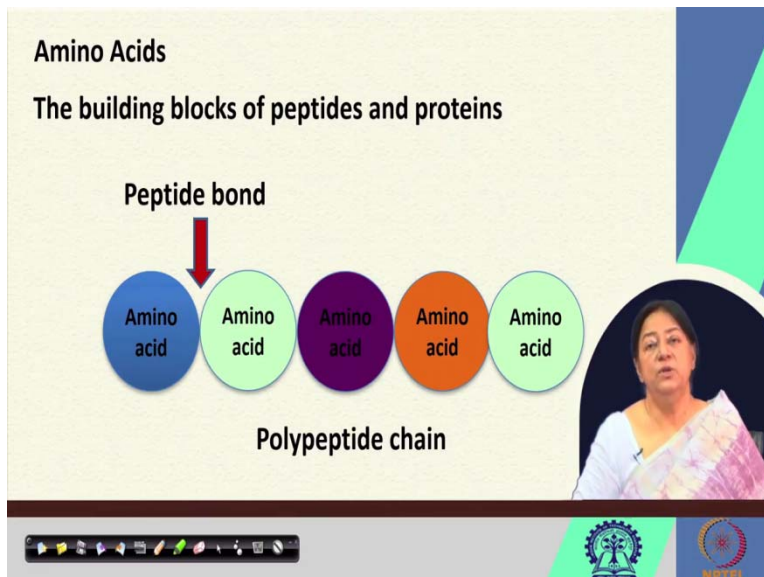 Amino Acids
The building blocks of peptides and proteins
Peptide bond
Amino
acid
Amino
acid
Amino
acid
Amino
acid
Amino
acid
Polypeptide chain
NPTEL